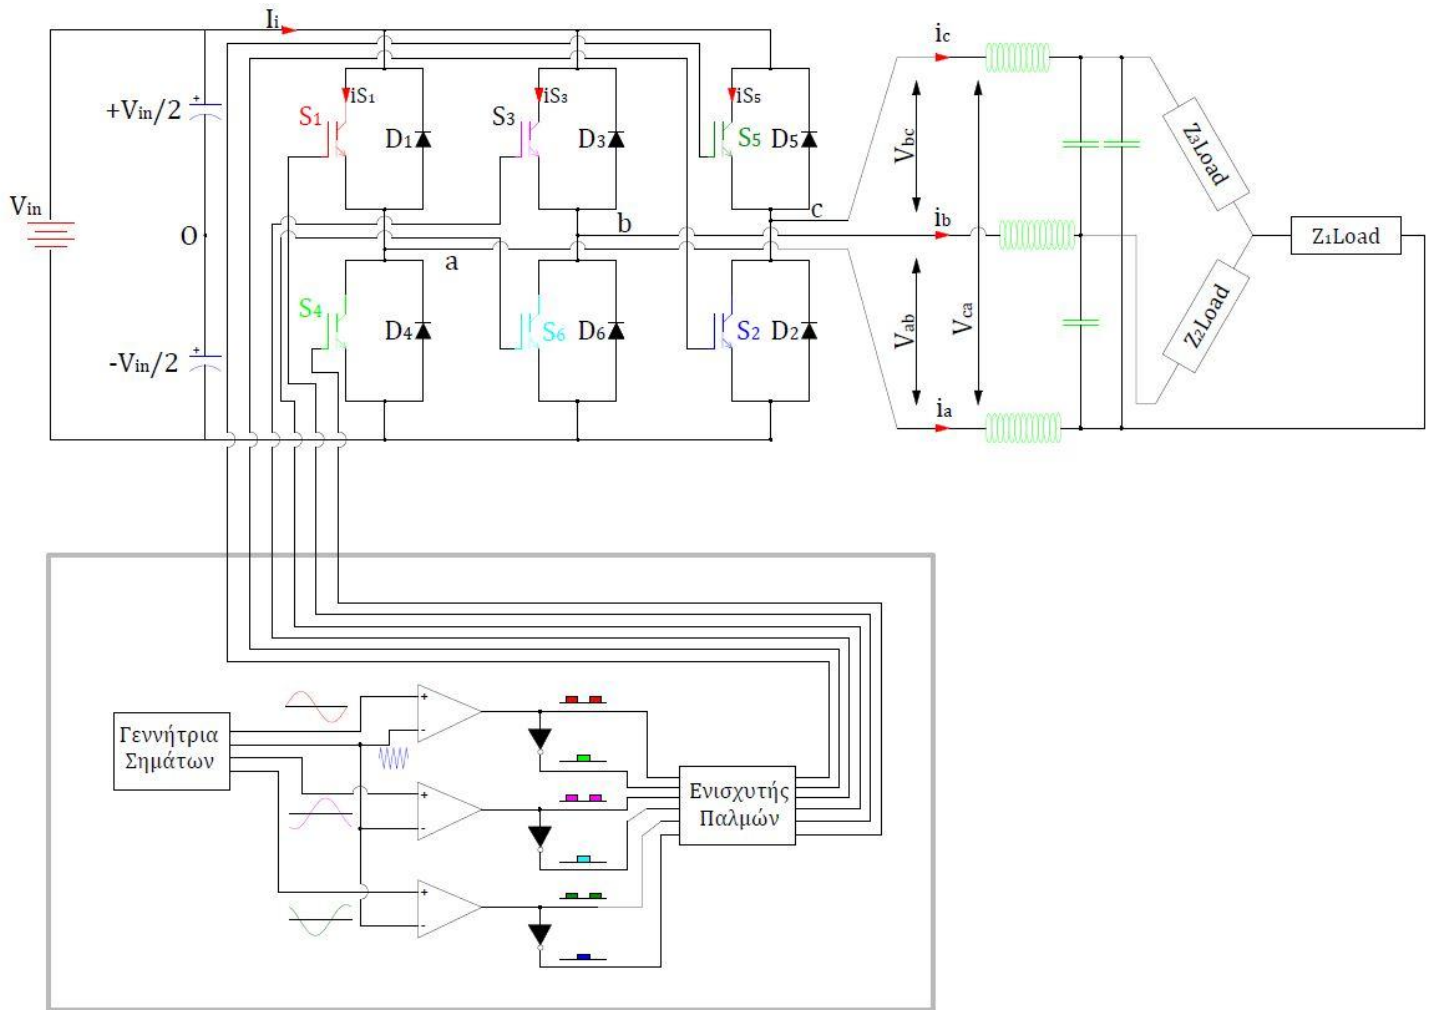 Ii
ic
+Vin/2
iS1
iS3
iS5
S1
D1
S3
D3
S5
D5
Vbc
Z3Load
Vin
O
a
b
c
ib
Z1Load
S4
D4
S6
D6
S2
D2
Vab
Vca
Z2Load
-Vin/2
ia
+
-
Γεννήτρια
Σημάτων
+
-
Ενισχυτής
Παλμών
+
-